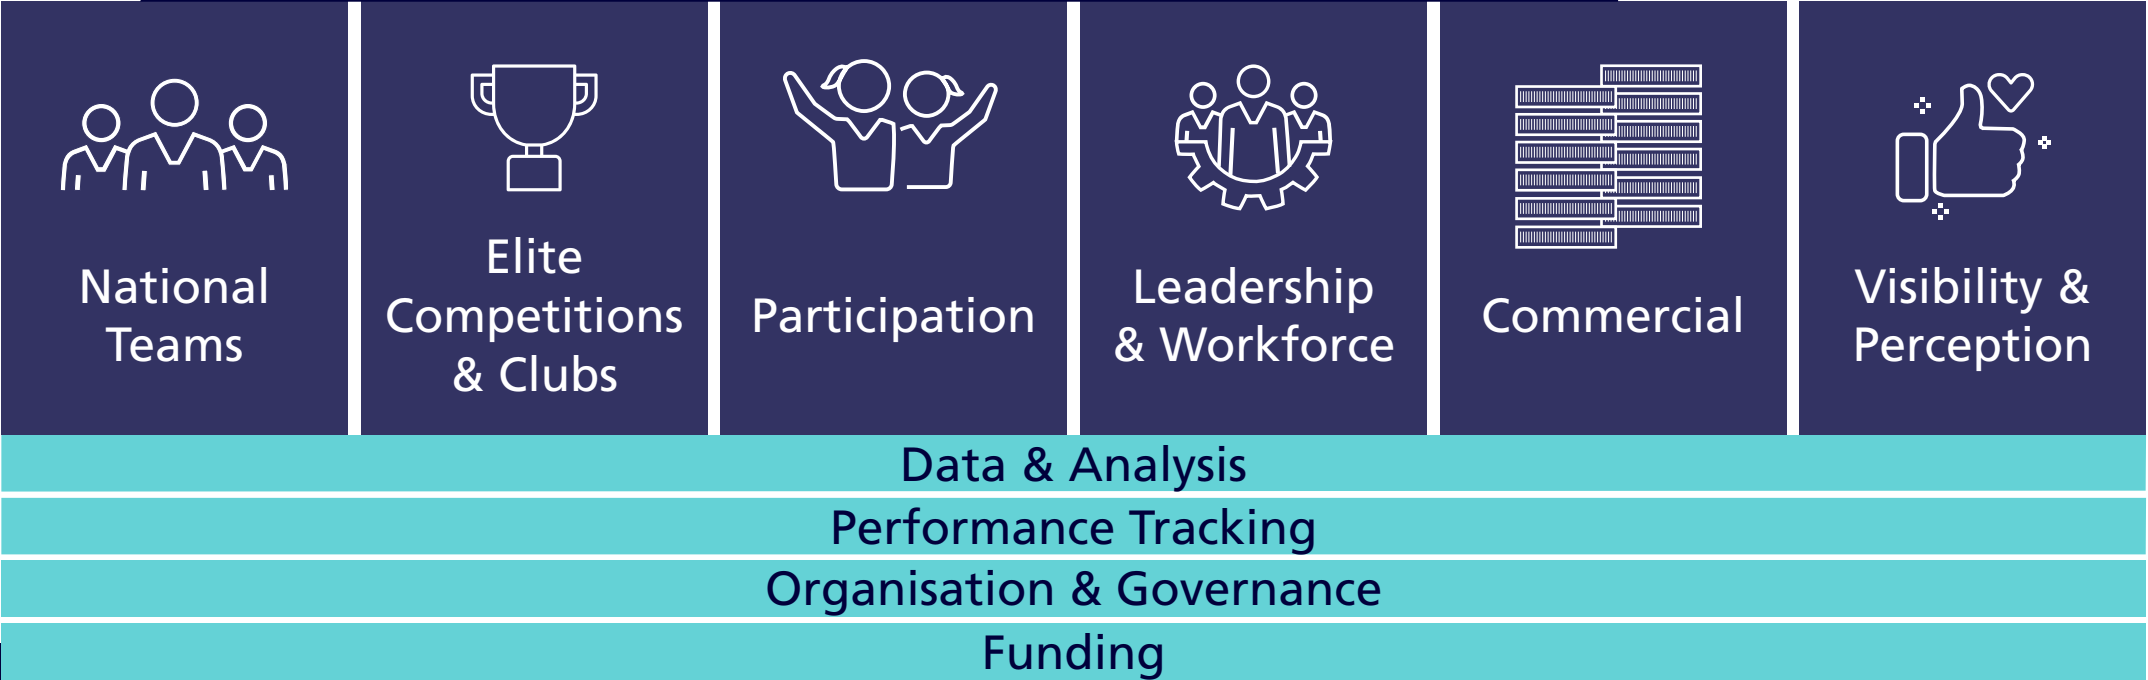 National
Teams
Elite
Competitions
& Clubs
Participation
Leadership
& Workforce
Commercial
Visibility &
Perception
Data & Analysis
Performance Tracking
Organisation & Governance
Funding